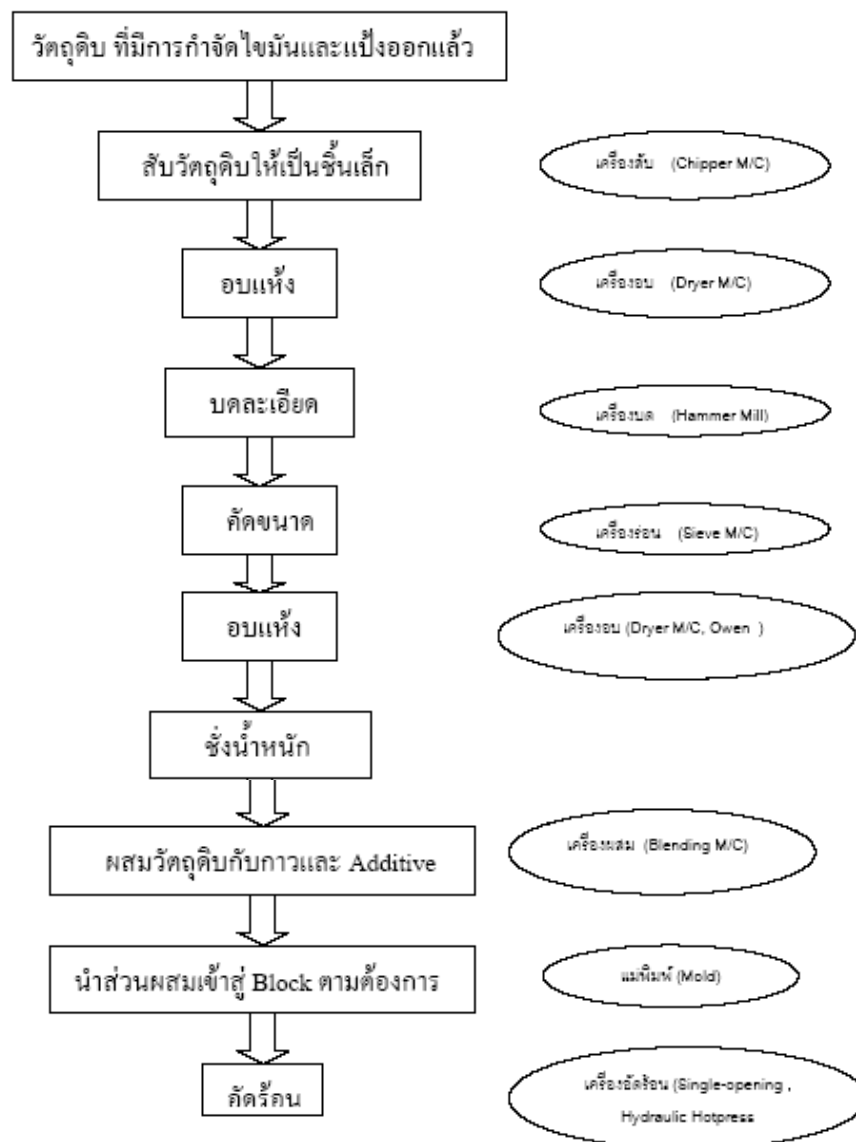 วัตถุดิบ ที่มีการกำจัดไขมันและแป้งออกแล้ว
สับวัตถุดิบให้เป็นชิ้นเล็ก
เครื่องสับ (Chipper M/C)
อบแห้ง
เครื่องอบ (Dryer M/C)
บดละเอียด
เครื่องบด (Hammer Mill)
คัดขนาด
เครื่องร่อน (Sieve M/C)
อบแห้ง
เครื่องอบ (Dryer M/C, Owen )
ชั่งน้ำหนัก
ผสมวัตถุดิบกับกาวและ Additive
เครื่องผสม (Blending M/C)
นำส่วนผสมเข้าสู่ Block ตามต้องการ
แม่พิมพ์ (Mold)
อัดร้อน
เครื่องอัดร้อน (Single-opening ,
Hydraulic Hotpress